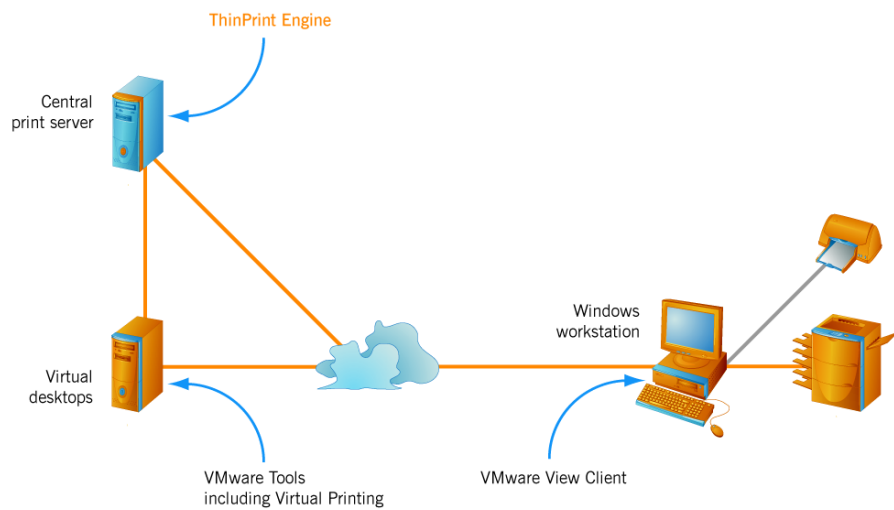 ThinPrint Engine
Central
print server
Windows
workstation
Virtual
desktops
VMware Tools
including Virtual Printing
VMware View Client